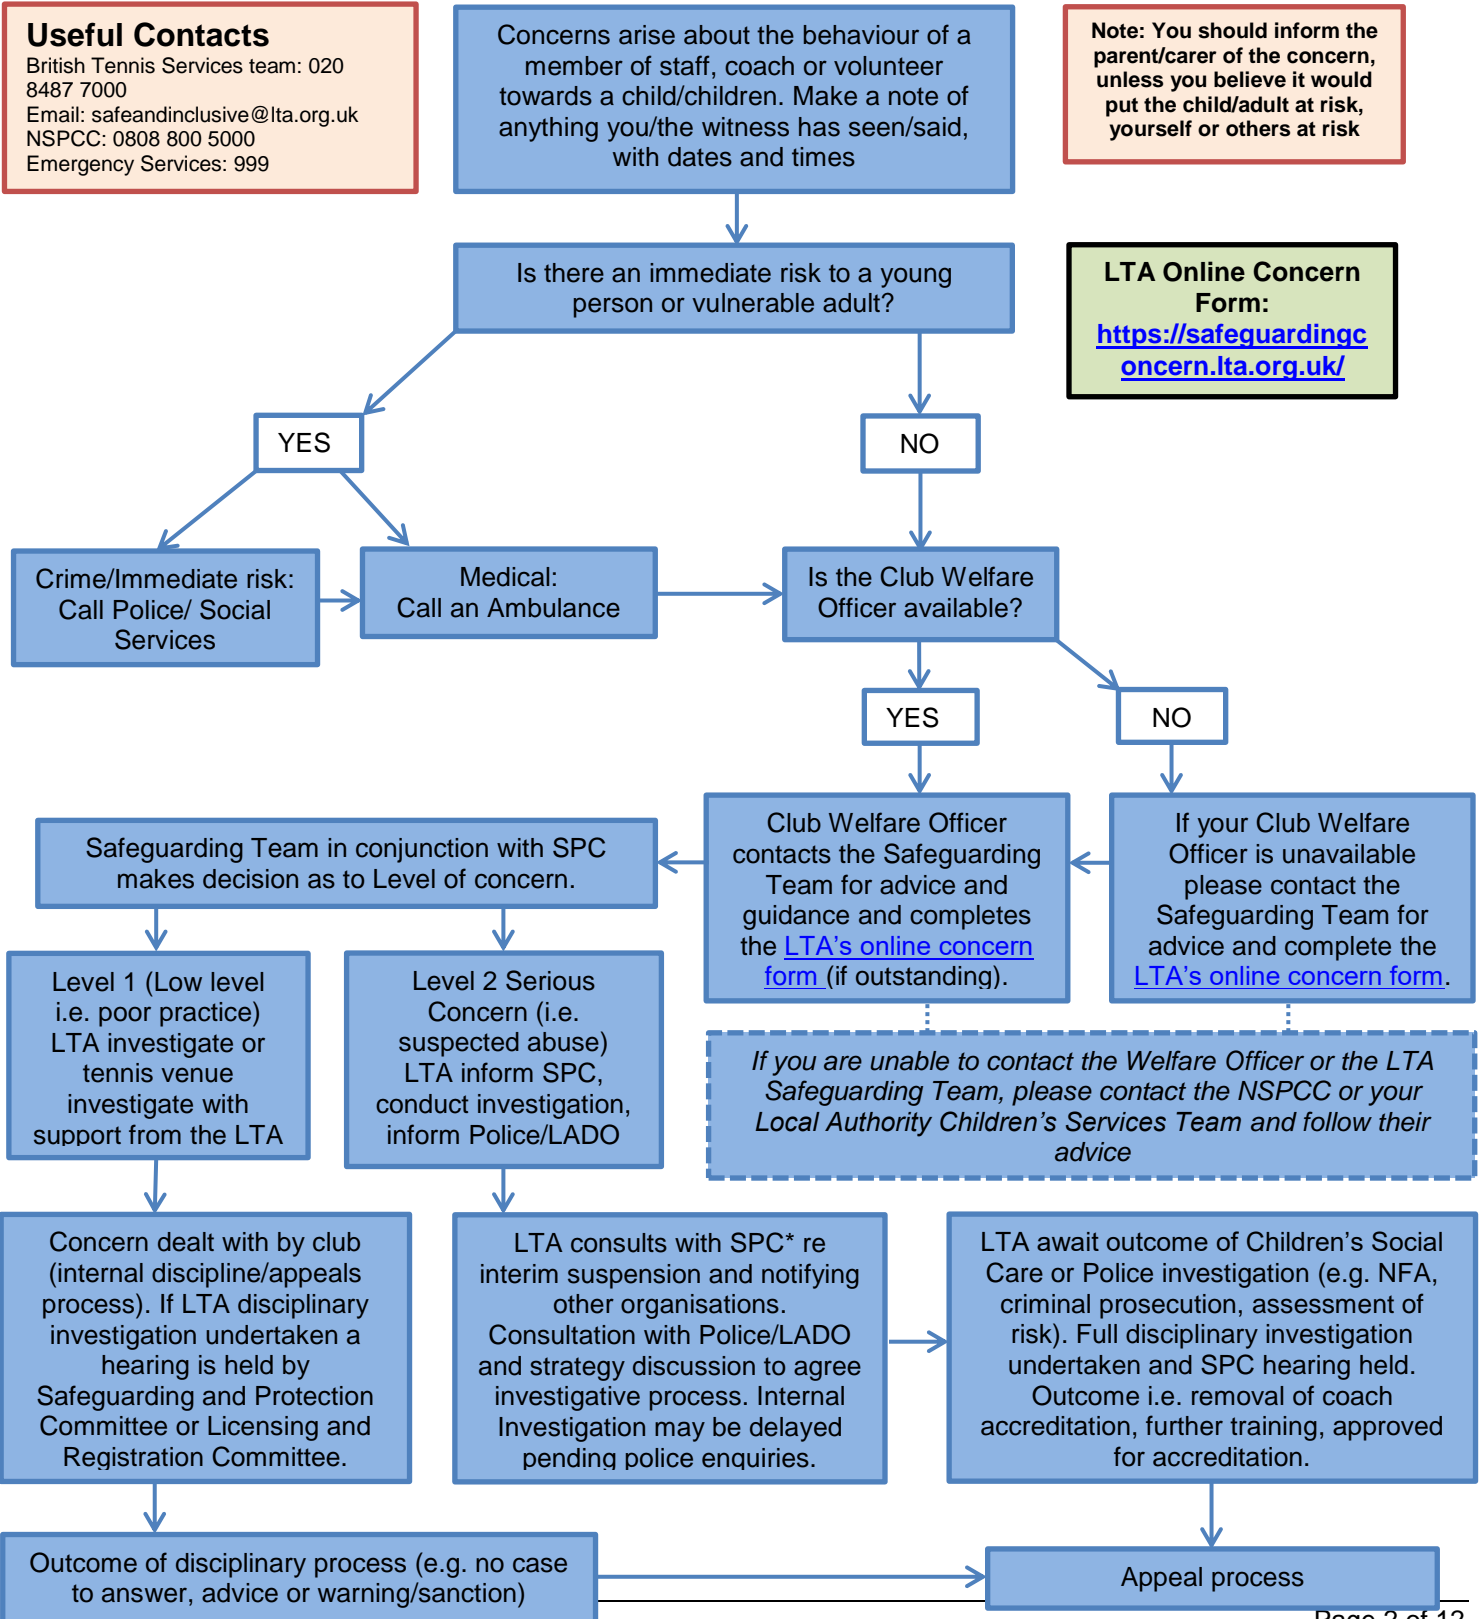 Useful Contacts
British Tennis Services team: 020
8487 7000
Email: safeandinclusive@lta.org.uk
NSPCC: 0808 800 5000
Emergency Services: 999
Concerns arise about the behaviour of a
member of staff, coach or volunteer
towards a child/children. Make a note of
anything you/the witness has seen/said,
with dates and times
Note: You should inform the
parent/carer of the concern,
unless you believe it would
put the child/adult at risk,
yourself or others at risk
Is there an immediate risk to a young
person or vulnerable adult?
LTA Online Concern
Form:
https://safeguardingc
oncern.lta.org.uk/
YES
NO
Crime/Immediate risk:
Call Police/ Social
Services
Medical:
Call an Ambulance
Is the Club Welfare
Officer available?
YES
NO
Safeguarding Team in conjunction with SPC
makes decision as to Level of concern.
Club Welfare Officer
contacts the Safeguarding
Team for advice and
guidance and completes
the LTA's online concern
form (if outstanding).
If your Club Welfare
Officer is unavailable
please contact the
Safeguarding Team for
advice and complete the
LTA's online concern form.
Level 1 (Low level
i.e. poor practice)
LTA investigate or
tennis venue
investigate with
support from the LTA
Level 2 Serious
Concern (i.e.
suspected abuse)
LTA inform SPC,
conduct investigation,
inform Police/LADO
If you are unable to contact the Welfare Officer or the LTA
Safeguarding Team, please contact the NSPCC or your
Local Authority Children's Services Team and follow their
advice
Concern dealt with by club
(internal discipline/appeals
process). If LTA disciplinary
investigation undertaken a
hearing is held by
Safeguarding and Protection
Committee or Licensing and
Registration Committee.
LTA consults with SPC* re
interim suspension and notifying
other organisations.
Consultation with Police/LADO
and strategy discussion to agree
investigative process. Internal
Investigation may be delayed
pending police enquiries.
LTA await outcome of Children's Social
Care or Police investigation (e.g. NFA,
criminal prosecution, assessment of
risk). Full disciplinary investigation
undertaken and SPC hearing held.
Outcome i.e. removal of coach
accreditation, further training, approved
for accreditation.
Outcome of disciplinary process (e.g. no case
to answer, advice or warning/sanction)
Appeal process
Page 2 of 12